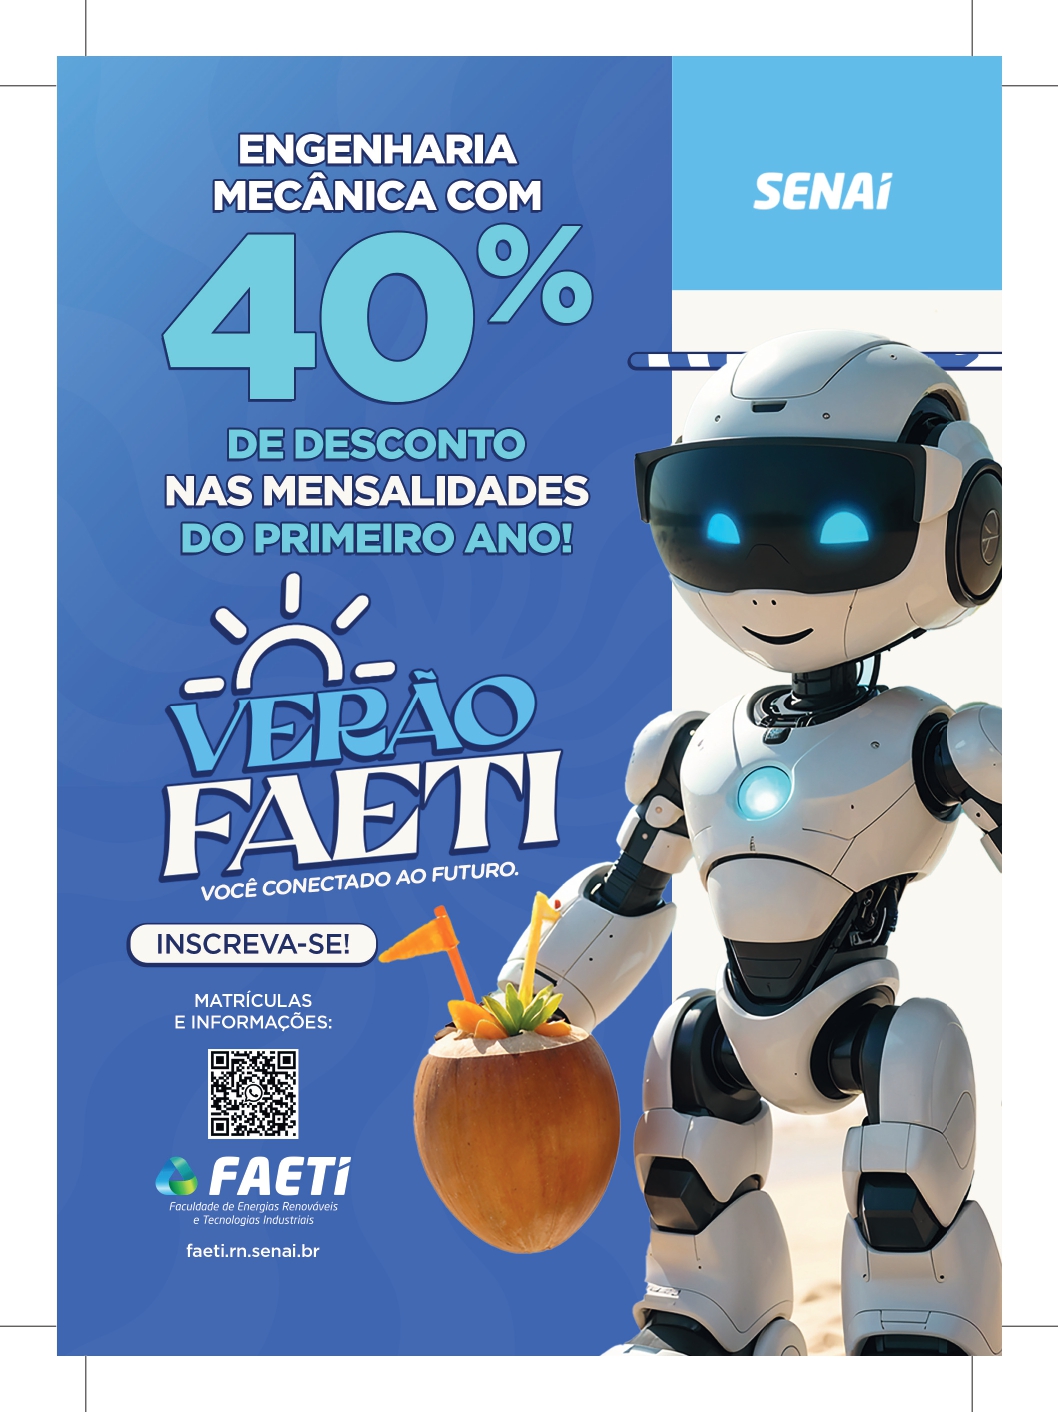 ENGENHARIA
MECÂNICA COM
40%
DE DESCONTO
NAS MENSALIDADES
DO PRIMEIRO ANO!
SENAI
VERÃO
FAETI
VOCÊ CONECTADO AO FUTURO.
INSCREVA-SE!
MATRÍCULAS
E INFORMAÇÕES:
FAETI
Faculdade de Energias Renováveis
e Tecnologias Industriais
faeti.rn.senai.br